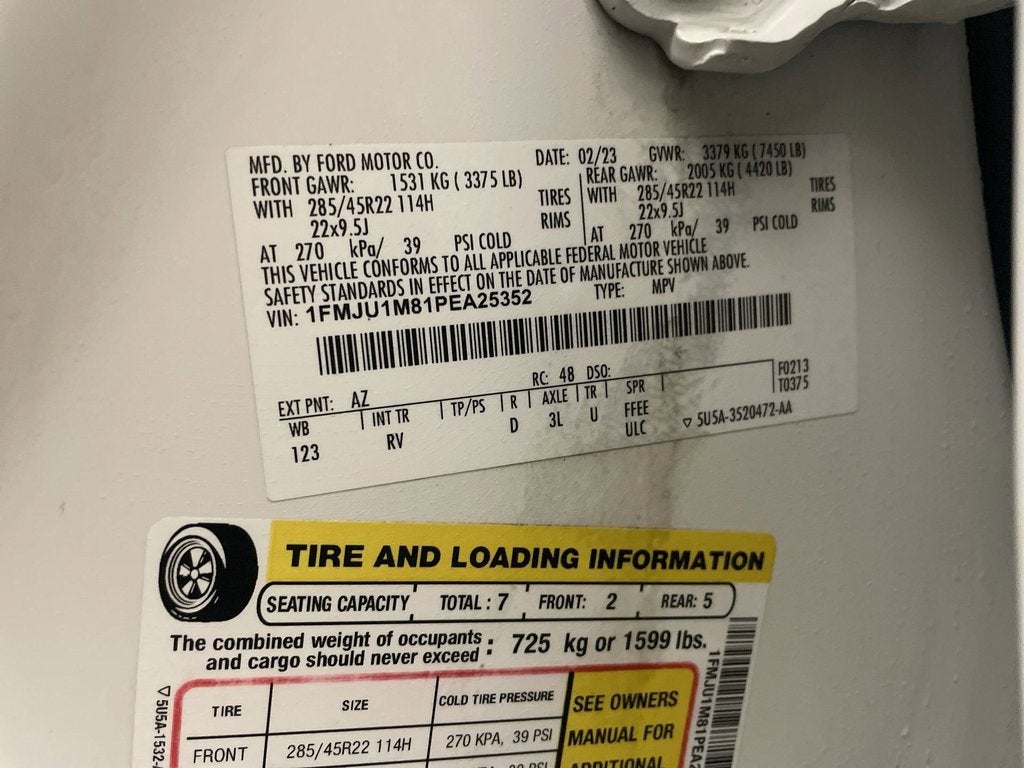 MFD. BY FORD MOTOR CO. DATE: 02/23 GVWR: 3379 KG ( 7450 LB)
FRONT GAWR: 1531 KG ( 3375 LB) REAR GAWR: 2005 KG ( 4420 LB)
WITH 285/45R22 114H TIRES WITH 285/45R22 114H TIRES
22x9.5J RIMS 22x9.5J RIMS
AT 270 kPa/ 39 PSI COLD AT 270 kPa/ 39 PSI COLD
THIS VEHICLE CONFORMS TO ALL APPLICABLE FEDERAL MOTOR VEHICLE
SAFETY STANDARDS IN EFFECT ON THE DATE OF MANUFACTURE SHOWN ABOVE.
VIN: 1FMJU1M81PEA25352 TYPE: MPV
EXT PNT: AZ RC: 48 DSO: F0213
WB INT TR TP/PS R AXLE TR SPR T0375
123 RV D 3L U FFEE
ULC ▽ 5U5A-3520472-AA
TIRE AND LOADING INFORMATION
SEATING CAPACITY TOTAL : 7 FRONT: 2 REAR: 5
The combined weight of occupants
and cargo should never exceed : 725 kg or 1599 lbs.
TIRE SIZE COLD TIRE PRESSURE SEE OWNERS
FRONT 285/45R22 114H 270 KPA, 39 PSI MANUAL FOR
ADDITIONAL
▽5U5A-1532-
1FMJU1M81PEA2